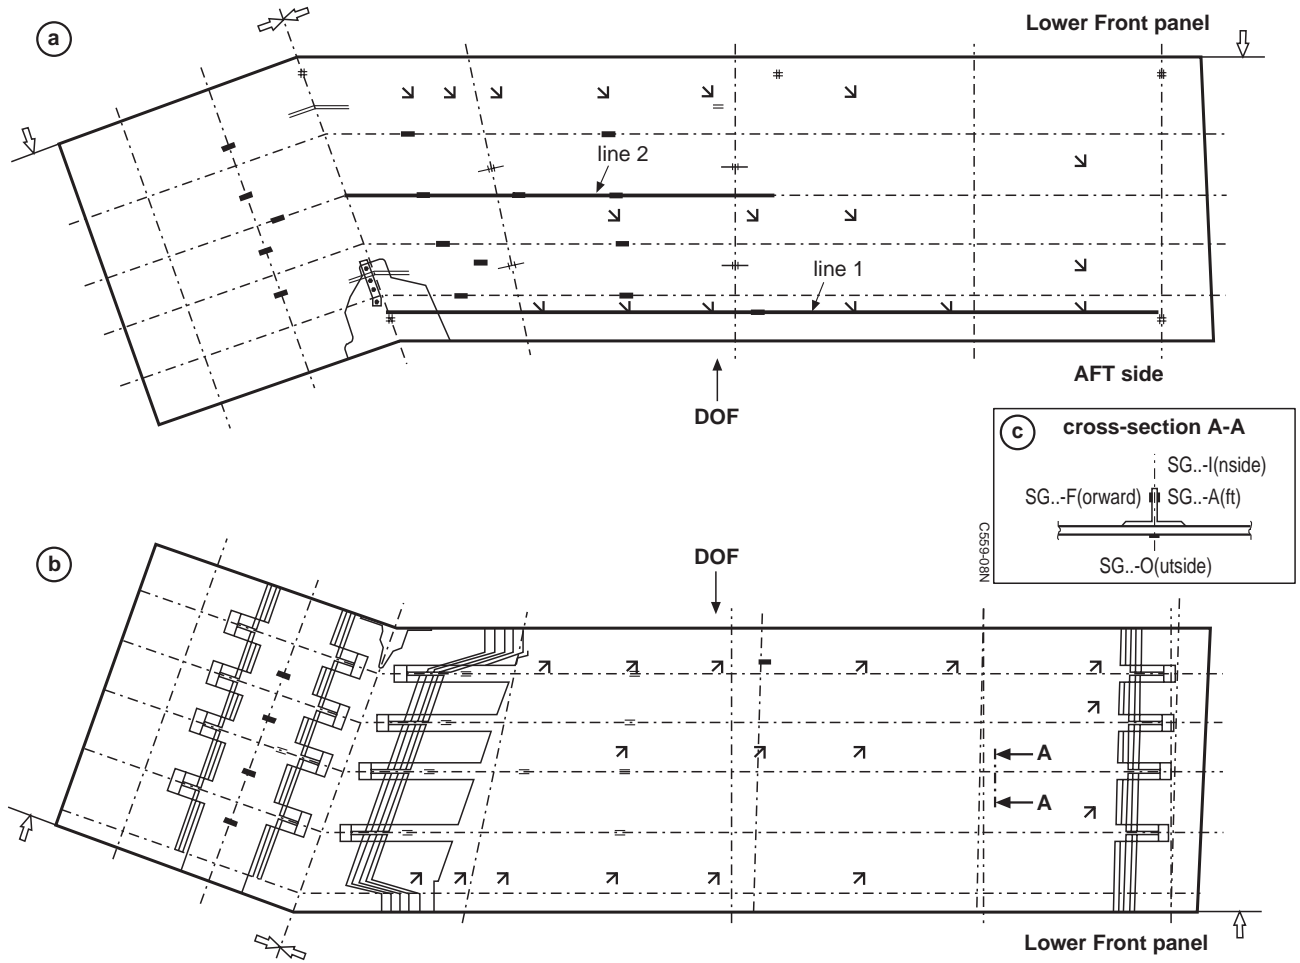 a
Lower Front panel
line 2
line 1
AFT side
DOF
c
cross-section A-A
SG..-I(nside)
SG..-F(orward)
SG..-A(ft)
SG..-O(utside)
C559-08N
b
DOF
A
A
Lower Front panel